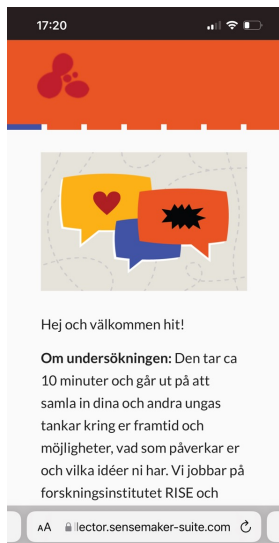 17:20
Hej och välkommen hit!
Om undersökningen: Den tar ca
10 minuter och går ut på att
samla in dina och andra ungas
tankar kring er framtid och
möjligheter, vad som påverkar er
och vilka idéer ni har. Vi jobbar på
forskningsinstitutet RISE och
AA llector.sensemaker-suite.com